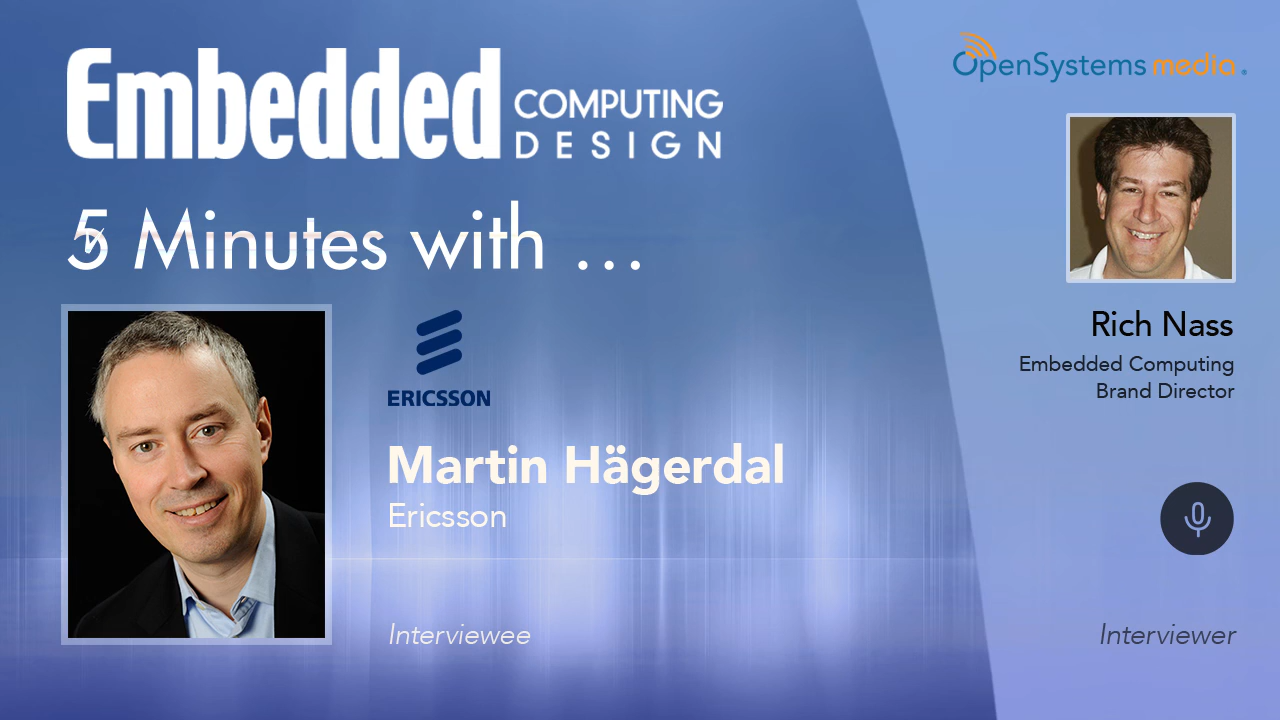 Embedded COMPUTING DESIGN
5 Minutes with ...
ERICSSON
Martin Hägerdal
Ericsson
Interviewee
OpenSystems media
Rich Nass
Embedded Computing
Brand Director
Interviewer